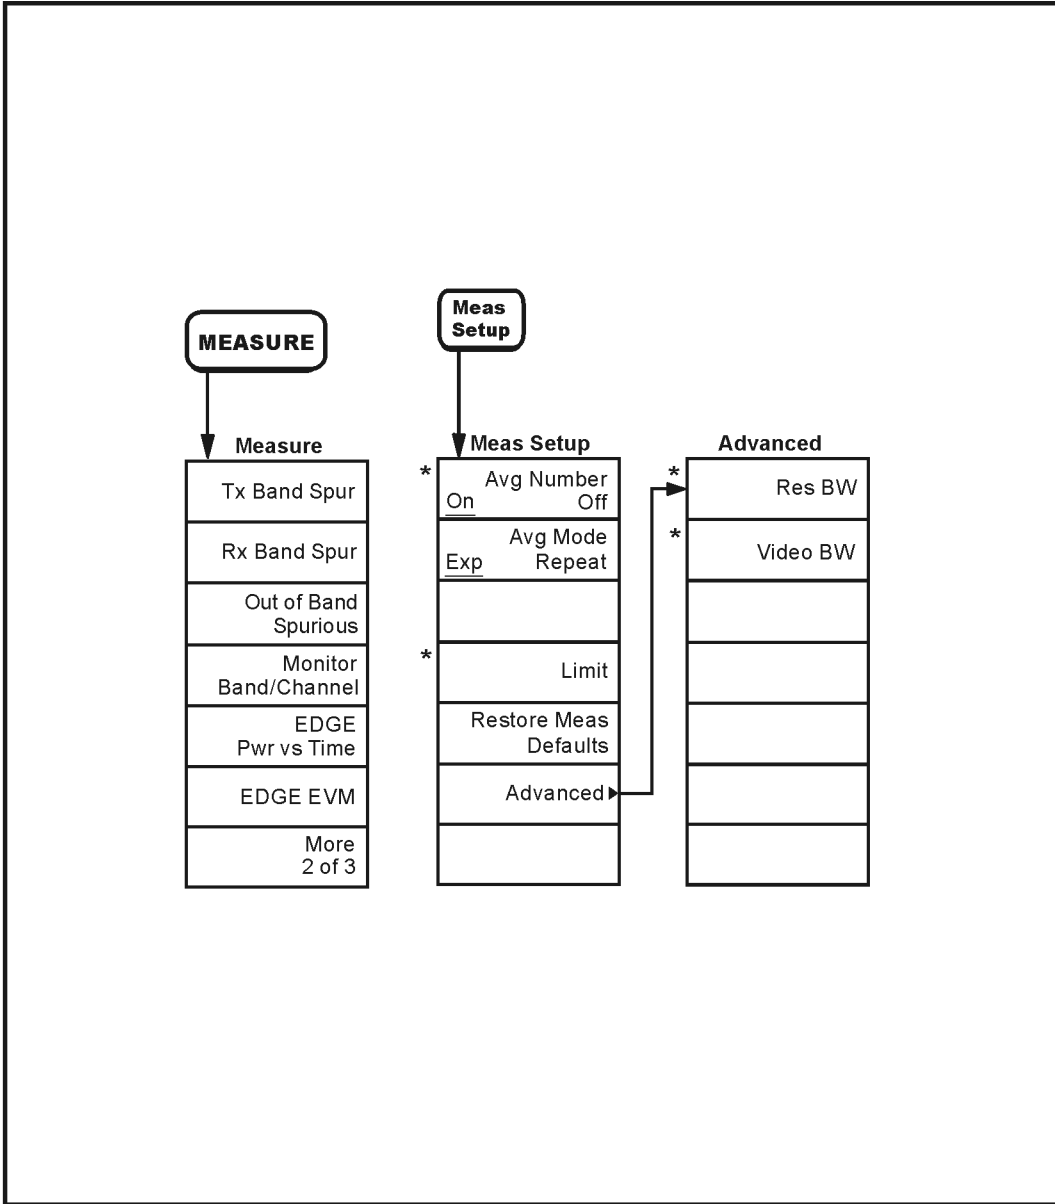 MEASURE
Measure
Tx Band Spur
Rx Band Spur
Out of Band
Spurious
Monitor
Band/Channel
EDGE
Pwr vs Time
EDGE EVM
More
2 of 3
Meas
Setup
Meas Setup
*
Avg Number
On Off
Avg Mode
Exp Repeat
*
Limit
Restore Meas
Defaults
Advanced
Advanced
*
Res BW
*
Video BW